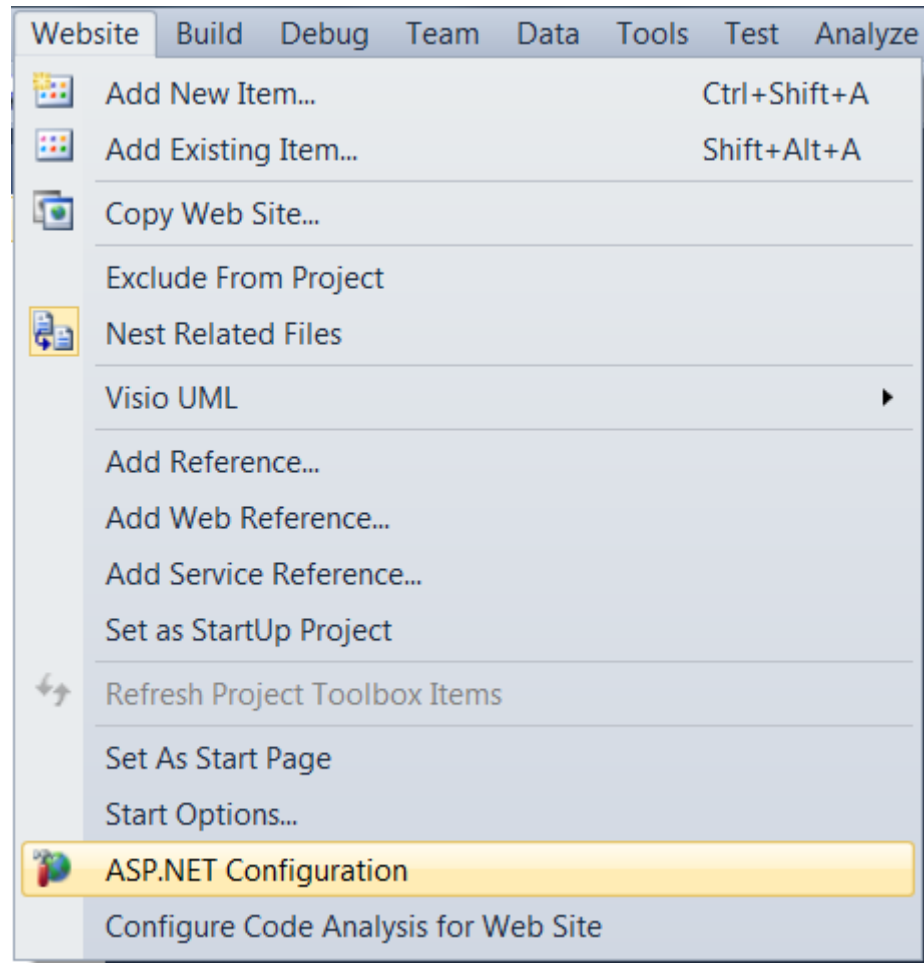 Website Build Debug Team Data Tools Test Analyze
Add New Item... Ctrl+Shift+A
Add Existing Item... Shift+Alt+A
Copy Web Site...
Exclude From Project
Nest Related Files
Visio UML
Add Reference...
Add Web Reference...
Add Service Reference...
Set as StartUp Project
Refresh Project Toolbox Items
Set As Start Page
Start Options...
ASP.NET Configuration
Configure Code Analysis for Web Site